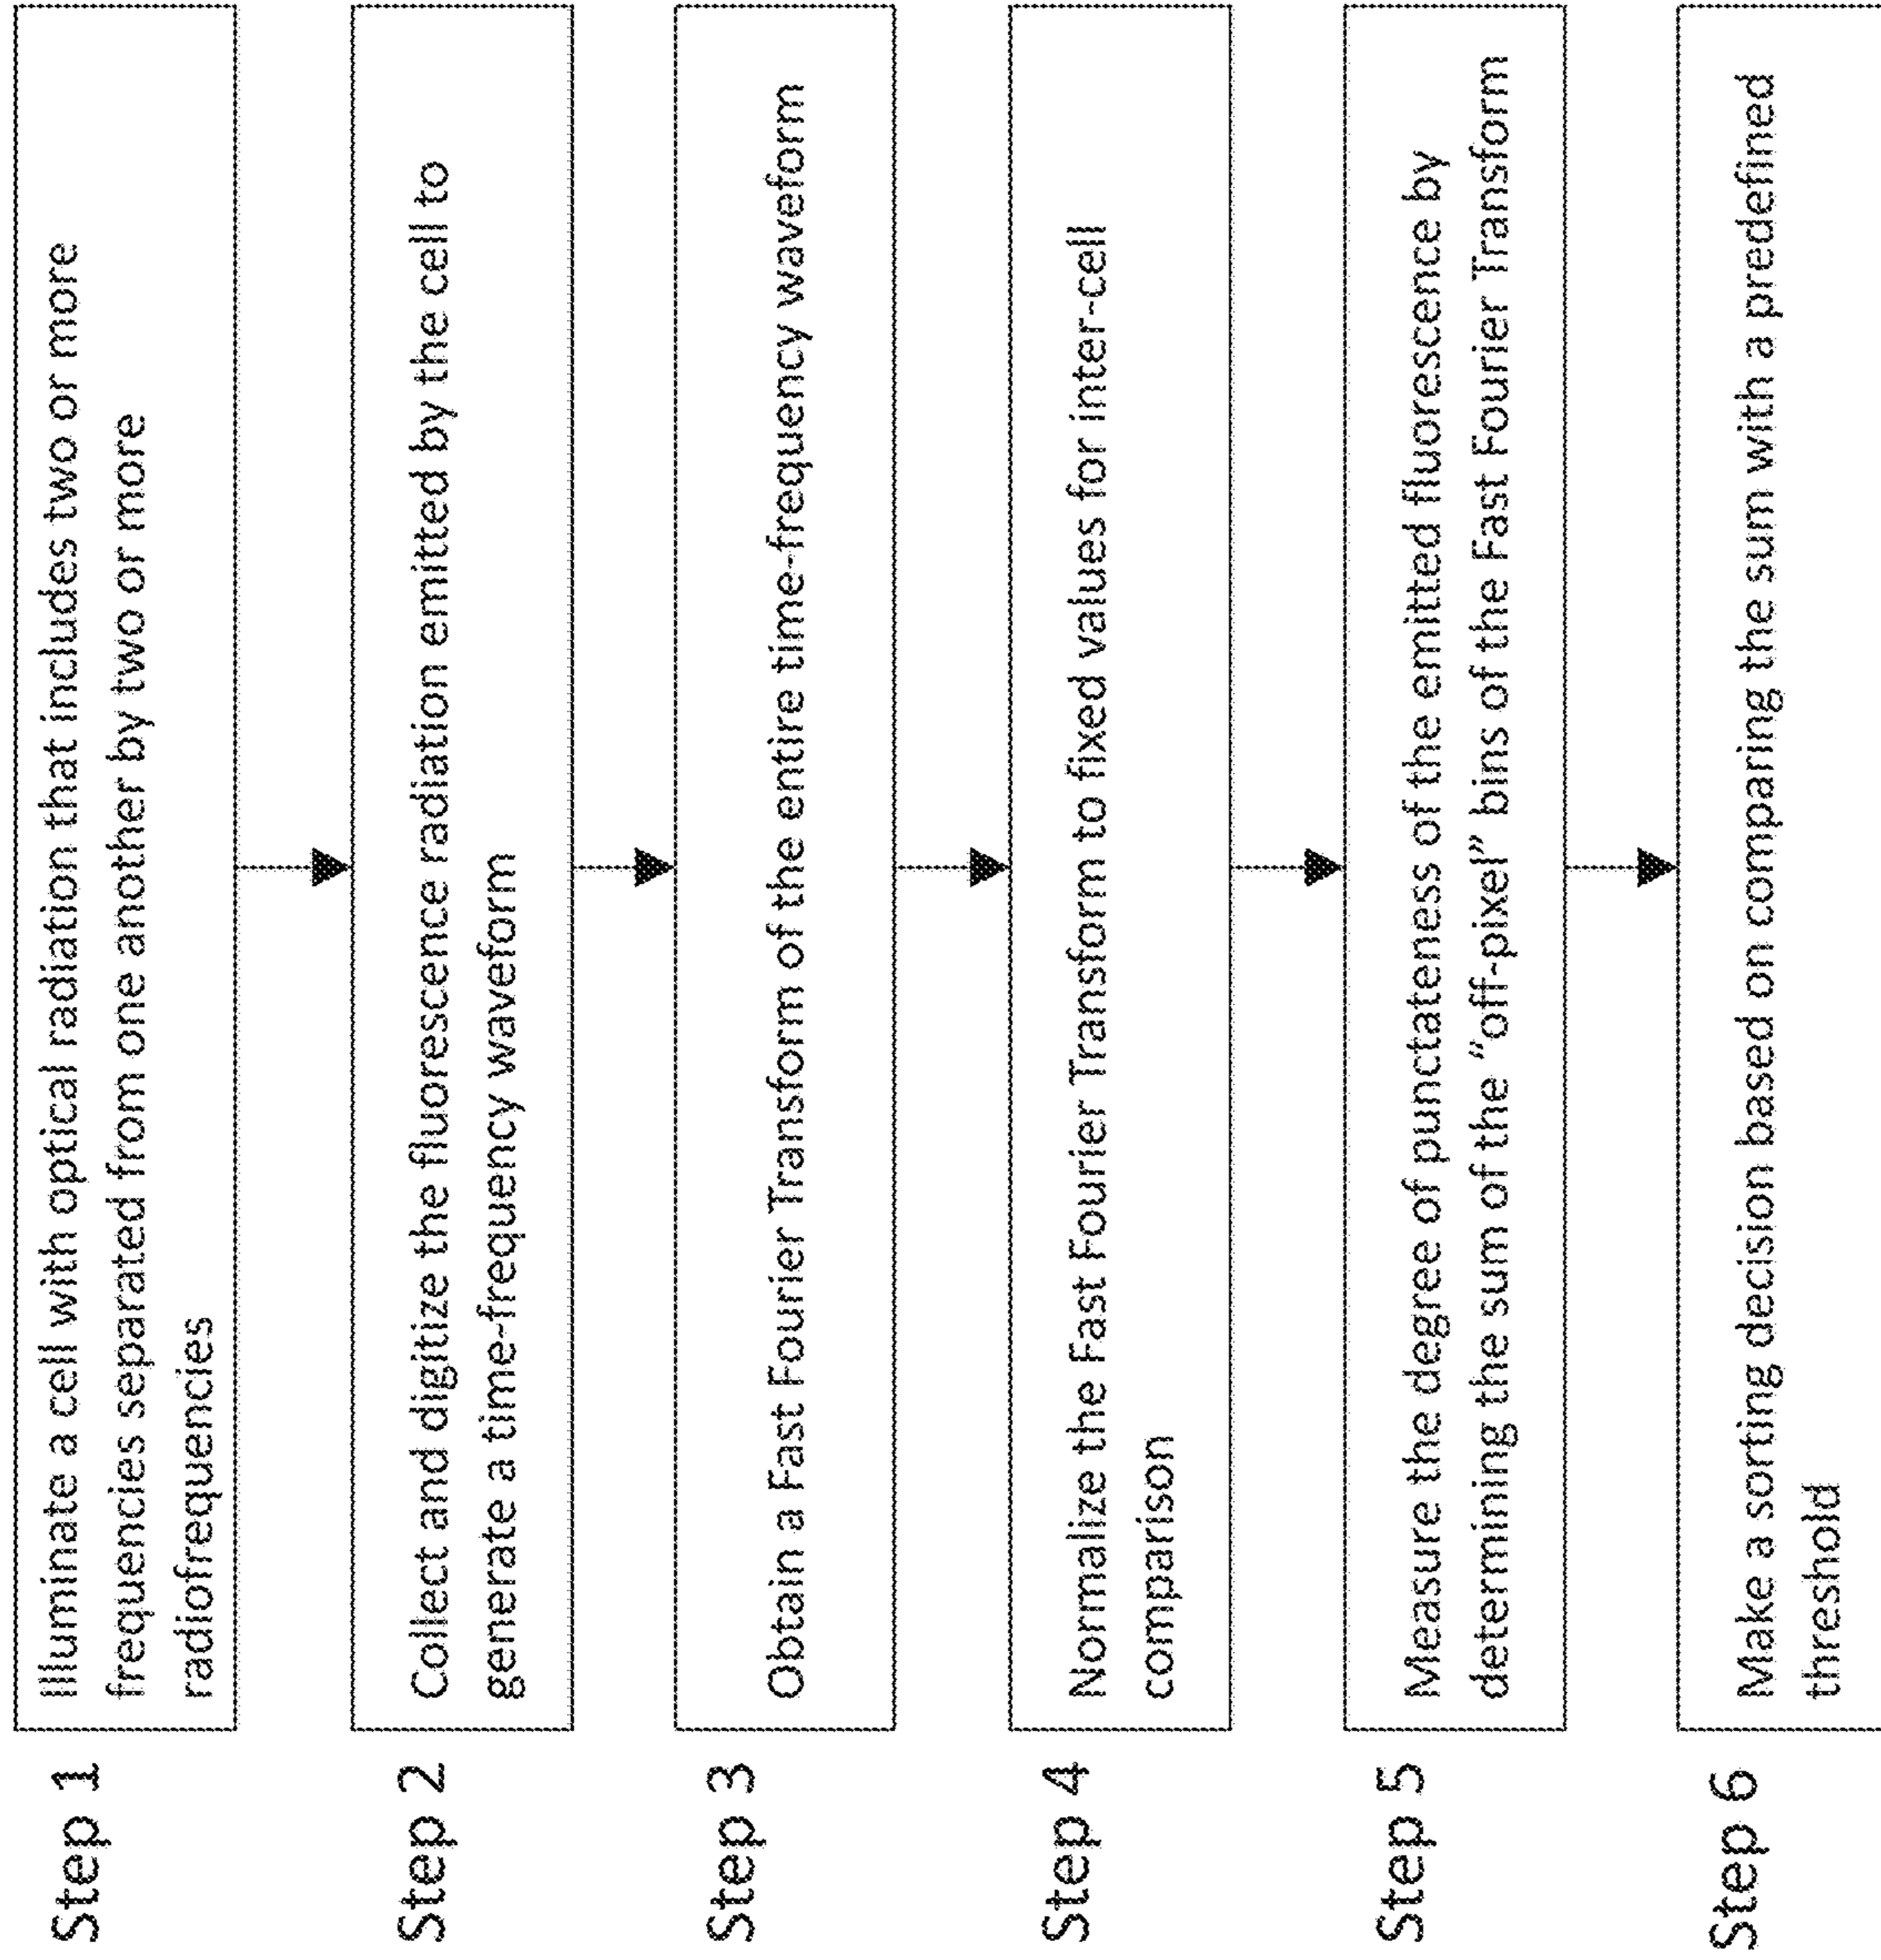 Step 1
Illuminate a cell with optical radiation that includes two or more
frequencies separated from one another by two or more
radiofrequencies
Step 2
Collect and digitize the fluorescence radiation emitted by the cell to
generate a time-frequency waveform
Step 3
Obtain a Fast Fourier Transform of the entire time-frequency waveform
Step 4
Normalize the Fast Fourier Transform to fixed values for inter-cell
comparison
Step 5
Measure the degree of punctateness of the emitted fluorescence by
determining the sum of the “off-pixel” bins of the Fast Fourier Transform
Step 6
Make a sorting decision based on comparing the sum with a predefined
threshold